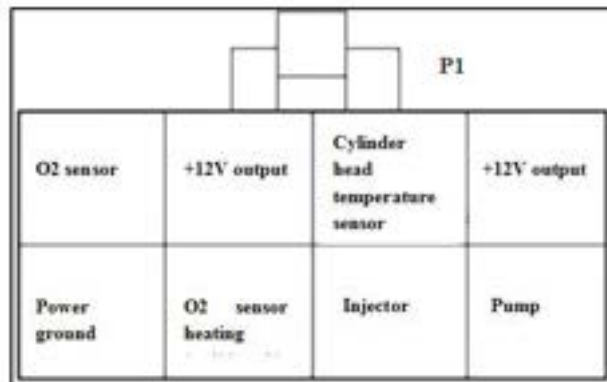 P1
O2 sensor
+12V output
Cylinder
head
temperature
sensor
+12V output
Power
ground
O2 sensor
heating
Injector
Pump